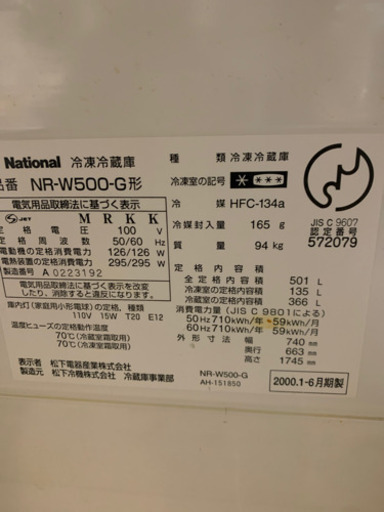 National 冷凍冷蔵庫
品番 NR-W500-G形
電気用品取締法に基づく表示
JET M R K K
定格電圧 100 V
定格周波数 50/60 Hz
電動機の定格消費電力 126/126 W
電熱装置の定格消費電力 295/295 W
製造番号 A 0223192
電気用品取締法に基づく表示を変更し
たり、消したりすると違反になります。
庫内灯(家庭用小形電球)の定格、種類
110V 15W T20 E12
温度ヒューズの定格動作温度
70℃(冷蔵室霜取用)
70℃(冷凍室霜取用)
表示者 松下電器産業株式会社
製造元 松下冷機株式会社 冷蔵庫事業部
種類 冷凍冷蔵庫
冷凍室の記号
冷媒 HFC-134a
冷媒封入量 165 g
質量 94 kg
定格内容積
全定格内容積 501 L
冷凍室の定格内容積 135 L
冷蔵室の定格内容積 366 L
消費電力量(JIS C 9801による)
50 Hz 710kWh/年 59kWh/月
60 Hz 710kWh/年 59kWh/月
外形寸法 幅 740 mm
奥行 663 mm
高さ 1745 mm
NR-W500-G
AH-151850
2000.1-6月期製
JIS C 9607
認定番号
572079